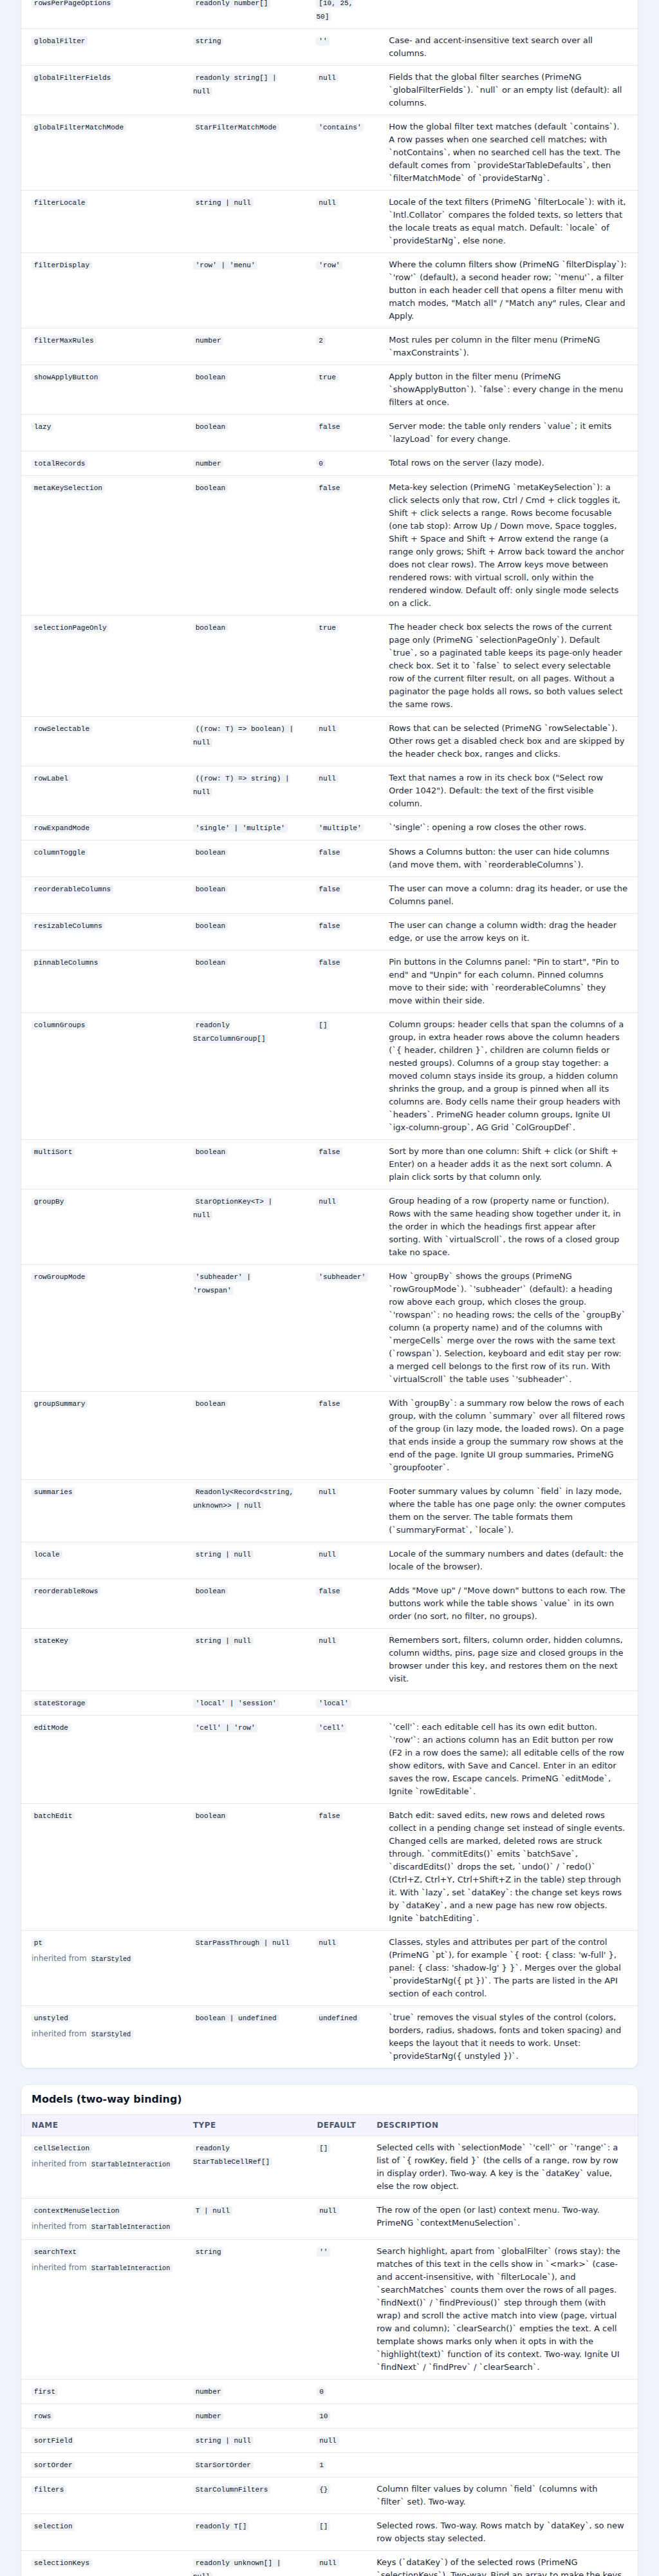 rowsPerPageOptions readonly number[] [10, 25,
50]
globalFilter string '' Case- and accent-insensitive text search over all
columns.
globalFilterFields readonly string[] | null Fields that the global filter searches (PrimeNG
null `globalFilterFields`). `null` or an empty list (default): all
columns.
globalFilterMatchMode StarFilterMatchMode 'contains' How the global filter text matches (default `contains`).
A row passes when one searched cell matches; with
`notContains`, when no searched cell has the text. The
default comes from `provideStarTableDefaults`, then
`filterMatchMode` of `provideStarNg`.
filterLocale string | null null Locale of the text filters (PrimeNG `filterLocale`): with it,
`Intl.Collator` compares the folded texts, so letters that
the locale treats as equal match. Default: `locale` of
`provideStarNg`, else none.
filterDisplay 'row' | 'menu' 'row' Where the column filters show (PrimeNG `filterDisplay`):
`'row'` (default), a second header row; `'menu'`, a filter
button in each header cell that opens a filter menu with
match modes, "Match all" / "Match any" rules, Clear and
Apply.
filterMaxRules number 2 Most rules per column in the filter menu (PrimeNG
`maxConstraints`).
showApplyButton boolean true Apply button in the filter menu (PrimeNG
`showApplyButton`). `false`: every change in the menu
filters at once.
lazy boolean false Server mode: the table only renders `value`; it emits
`lazyLoad` for every change.
totalRecords number 0 Total rows on the server (lazy mode).
metaKeySelection boolean false Meta-key selection (PrimeNG `metaKeySelection`): a
click selects only that row, Ctrl / Cmd + click toggles it,
Shift + click selects a range. Rows become focusable
(one tab stop): Arrow Up / Down move, Space toggles,
Shift + Space and Shift + Arrow extend the range (a
range only grows; Shift + Arrow back toward the anchor
does not clear rows). The Arrow keys move between
rendered rows: with virtual scroll, only within the
rendered window. Default off: only single mode selects
on a click.
selectionPageOnly boolean true The header check box selects the rows of the current
page only (PrimeNG `selectionPageOnly`). Default
`true`, so a paginated table keeps its page-only header
check box. Set it to `false` to select every selectable
row of the current filter result, on all pages. Without a
paginator the page holds all rows, so both values select
the same rows.
rowSelectable ((row: T) => boolean) | null Rows that can be selected (PrimeNG `rowSelectable`).
null Other rows get a disabled check box and are skipped by
the header check box, ranges and clicks.
rowLabel ((row: T) => string) | null Text that names a row in its check box ("Select row
null Order 1042"). Default: the text of the first visible
column.
rowExpandMode 'single' | 'multiple' 'multiple' `'single'`: opening a row closes the other rows.
columnToggle boolean false Shows a Columns button: the user can hide columns
(and move them, with `reorderableColumns`).
reorderableColumns boolean false The user can move a column: drag its header, or use the
Columns panel.
resizableColumns boolean false The user can change a column width: drag the header
edge, or use the arrow keys on it.
pinnableColumns boolean false Pin buttons in the Columns panel: "Pin to start", "Pin to
end" and "Unpin" for each column. Pinned columns
move to their side; with `reorderableColumns` they
move within their side.
columnGroups readonly [] Column groups: header cells that span the columns of a
StarColumnGroup[] group, in extra header rows above the column headers
(`{ header, children }`, children are column fields or
nested groups). Columns of a group stay together: a
moved column stays inside its group, a hidden column
shrinks the group, and a group is pinned when all its
columns are. Body cells name their group headers with
`headers`. PrimeNG header column groups, Ignite UI
`igx-column-group`, AG Grid `ColGroupDef`.
multiSort boolean false Sort by more than one column: Shift + click (or Shift +
Enter) on a header adds it as the next sort column. A
plain click sorts by that column only.
groupBy StarOptionKey<T> | null Group heading of a row (property name or function).
null Rows with the same heading show together under it, in
the order in which the headings first appear after
sorting. With `virtualScroll`, the rows of a closed group
take no space.
rowGroupMode 'subheader' | 'subheader' How `groupBy` shows the groups (PrimeNG
'rowspan' `rowGroupMode`). `'subheader'` (default): a heading
row above each group, which closes the group.
`'rowspan'`: no heading rows; the cells of the `groupBy`
column (a property name) and of the columns with
`mergeCells` merge over the rows with the same text
(`rowspan`). Selection, keyboard and edit stay per row:
a merged cell belongs to the first row of its run. With
`virtualScroll` the table uses `'subheader'`.
groupSummary boolean false With `groupBy`: a summary row below the rows of each
group, with the column `summary` over all filtered rows
of the group (in lazy mode, the loaded rows). On a page
that ends inside a group the summary row shows at the
end of the page. Ignite UI group summaries, PrimeNG
`groupfooter`.
summaries Readonly<Record<string, null Footer summary values by column `field` in lazy mode,
unknown>> | null where the table has one page only: the owner computes
them on the server. The table formats them
(`summaryFormat`, `locale`).
locale string | null null Locale of the summary numbers and dates (default: the
locale of the browser).
reorderableRows boolean false Adds "Move up" / "Move down" buttons to each row. The
buttons work while the table shows `value` in its own
order (no sort, no filter, no groups).
stateKey string | null null Remembers sort, filters, column order, hidden columns,
column widths, pins, page size and closed groups in the
browser under this key, and restores them on the next
visit.
stateStorage 'local' | 'session' 'local'
editMode 'cell' | 'row' 'cell' `'cell'`: each editable cell has its own edit button.
`'row'`: an actions column has an Edit button per row
(F2 in a row does the same); all editable cells of the row
show editors, with Save and Cancel. Enter in an editor
saves the row, Escape cancels. PrimeNG `editMode`,
Ignite `rowEditable`.
batchEdit boolean false Batch edit: saved edits, new rows and deleted rows
collect in a pending change set instead of single events.
Changed cells are marked, deleted rows are struck
through. `commitEdits()` emits `batchSave`,
`discardEdits()` drops the set, `undo()` / `redo()`
(Ctrl+Z, Ctrl+Y, Ctrl+Shift+Z in the table) step through
it. With `lazy`, set `dataKey`: the change set keys rows
by `dataKey`, and a new page has new row objects.
Ignite `batchEditing`.
pt StarPassThrough | null null Classes, styles and attributes per part of the control
inherited from StarStyled (PrimeNG `pt`), for example `{ root: { class: 'w-full' },
panel: { class: 'shadow-lg' } }`. Merges over the global
`provideStarNg({ pt })`. The parts are listed in the API
section of each control.
unstyled boolean | undefined undefined `true` removes the visual styles of the control (colors,
inherited from StarStyled borders, radius, shadows, fonts and token spacing) and
keeps the layout that it needs to work. Unset:
`provideStarNg({ unstyled })`.
Models (two-way binding)
NAME TYPE DEFAULT DESCRIPTION
cellSelection readonly [] Selected cells with `selectionMode` `'cell'` or `'range'`: a
inherited from StarTableInteraction StarTableCellRef[] list of `{ rowKey, field }` (the cells of a range, row by row
in display order). Two-way. A key is the `dataKey` value,
else the row object.
contextMenuSelection T | null null The row of the open (or last) context menu. Two-way.
inherited from StarTableInteraction PrimeNG `contextMenuSelection`.
searchText string '' Search highlight, apart from `globalFilter` (rows stay): the
inherited from StarTableInteraction matches of this text in the cells show in `<mark>` (case-
and accent-insensitive, with `filterLocale`), and
`searchMatches` counts them over the rows of all pages.
`findNext()` / `findPrevious()` step through them (with
wrap) and scroll the active match into view (page, virtual
row and column); `clearSearch()` empties the text. A cell
template shows marks only when it opts in with the
`highlight(text)` function of its context. Two-way. Ignite UI
`findNext` / `findPrev` / `clearSearch`.
first number 0
rows number 10
sortField string | null null
sortOrder StarSortOrder 1
filters StarColumnFilters {} Column filter values by column `field` (columns with
`filter` set). Two-way.
selection readonly T[] [] Selected rows. Two-way. Rows match by `dataKey`, so new
row objects stay selected.
selectionKeys readonly unknown[] | null Keys (`dataKey`) of the selected rows (PrimeNG
null `selectionKeys`). Two-way. Bind an array to make the keys